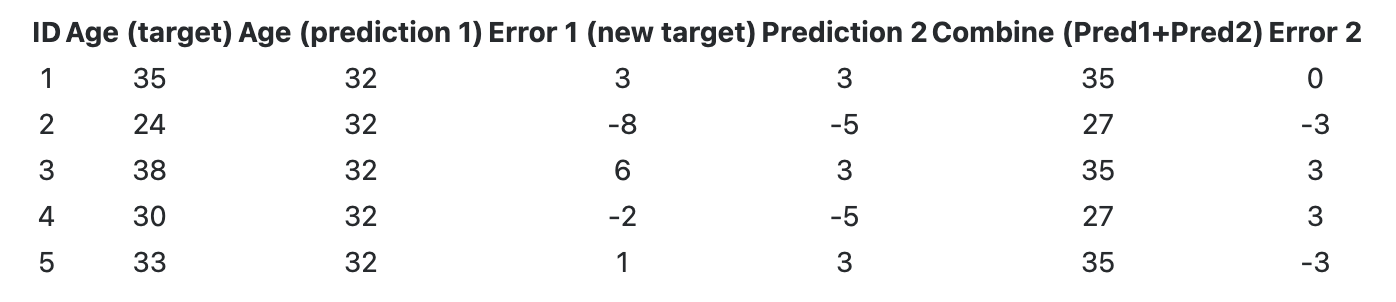 ID Age (target) Age (prediction 1) Error 1 (new target) Prediction 2 Combine (Pred1+Pred2) Error 2
1 35 32 3 3 35 0
2 24 32 -8 -5 27 -3
3 38 32 6 3 35 3
4 30 32 -2 -5 27 3
5 33 32 1 3 35 -3